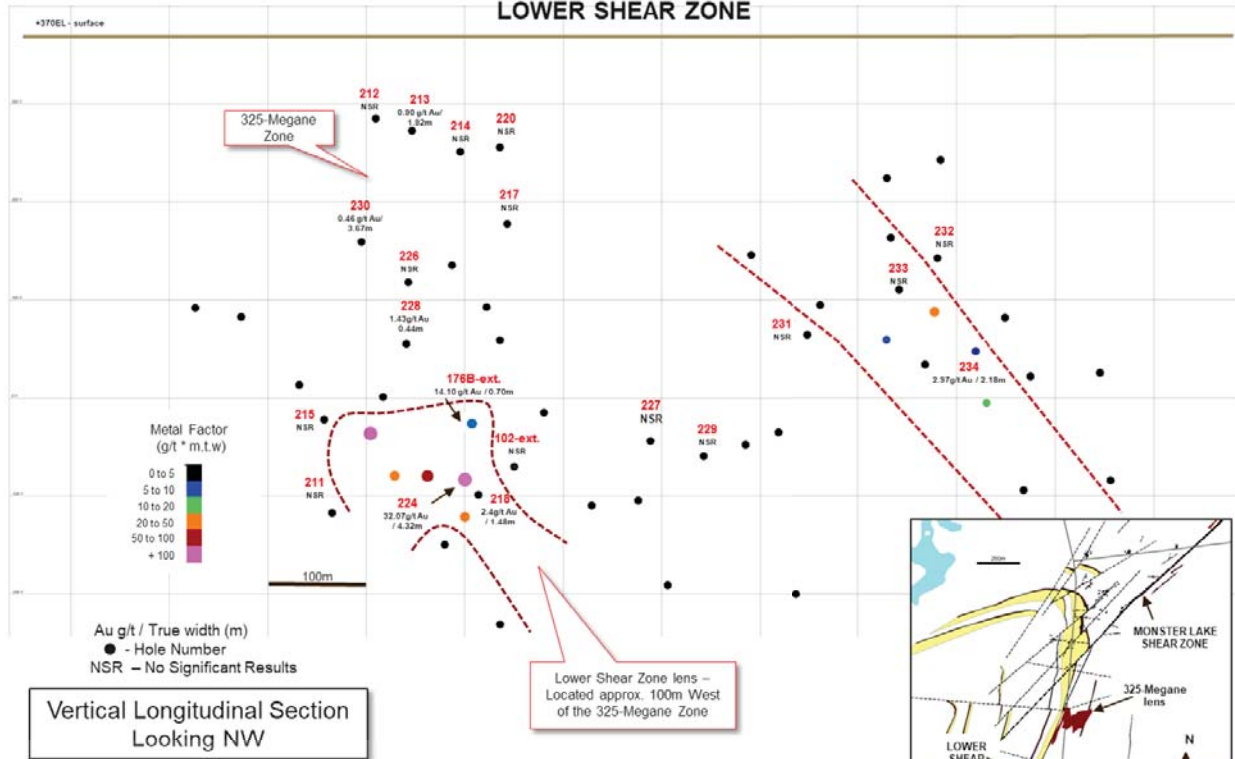 LOWER SHEAR ZONE
+370EL - surface
325-Megane
Zone
212
NSR
213
0.90 g/t Au/
1.92m
214
NSR
220
NSR
217
NSR
230
0.46 g/t Au/
3.67m
226
NSR
228
1.43g/t Au
0.44m
232
NSR
233
NSR
231
NSR
234
2.97g/t Au / 2.18m
176B-ext.
14.10 g/t Au / 0.70m
215
NSR
102-ext.
NSR
227
NSR
229
NSR
211
NSR
224
32.07g/t Au
/ 4.32m
218
2.4g/t Au
/ 1.48m
Metal Factor
(g/t * m.t.w)
0 to 5
5 to 10
10 to 20
20 to 50
50 to 100
+ 100
100m
Au g/t / True width (m)
- Hole Number
NSR – No Significant Results
Vertical Longitudinal Section
Looking NW
Lower Shear Zone lens –
Located approx. 100m West
of the 325-Megane Zone
MONSTER LAKE
SHEAR ZONE
325-Megane
lens
LOWER
SHEAR
N